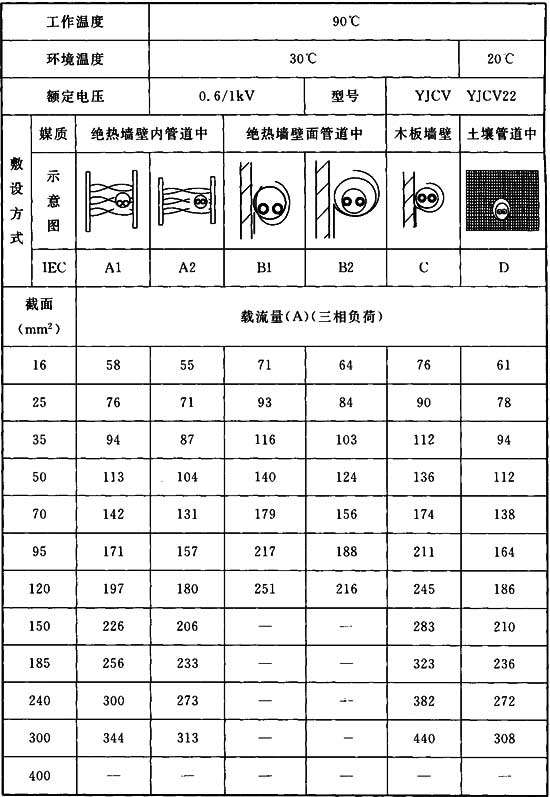 工作温度 90℃
环境温度 30℃ 20℃
额定电压 0.6/1kV 型号 YJCV YJCV22
敷设方式 媒质 绝热墙壁内管道中 绝热墙壁面管道中 木板墙壁 土壤管道中
示意图
IEC A1 A2 B1 B2 C D
截面
(mm²) 载流量(A)(三相负荷)
16 58 55 71 64 76 61
25 76 71 93 84 90 78
35 94 87 116 103 112 94
50 113 104 140 124 136 112
70 142 131 179 156 174 138
95 171 157 217 188 211 164
120 197 180 251 216 245 186
150 226 206 — — 283 210
185 256 233 — — 323 236
240 300 273 — — 382 272
300 344 313 — — 440 308
400 — — — — — —